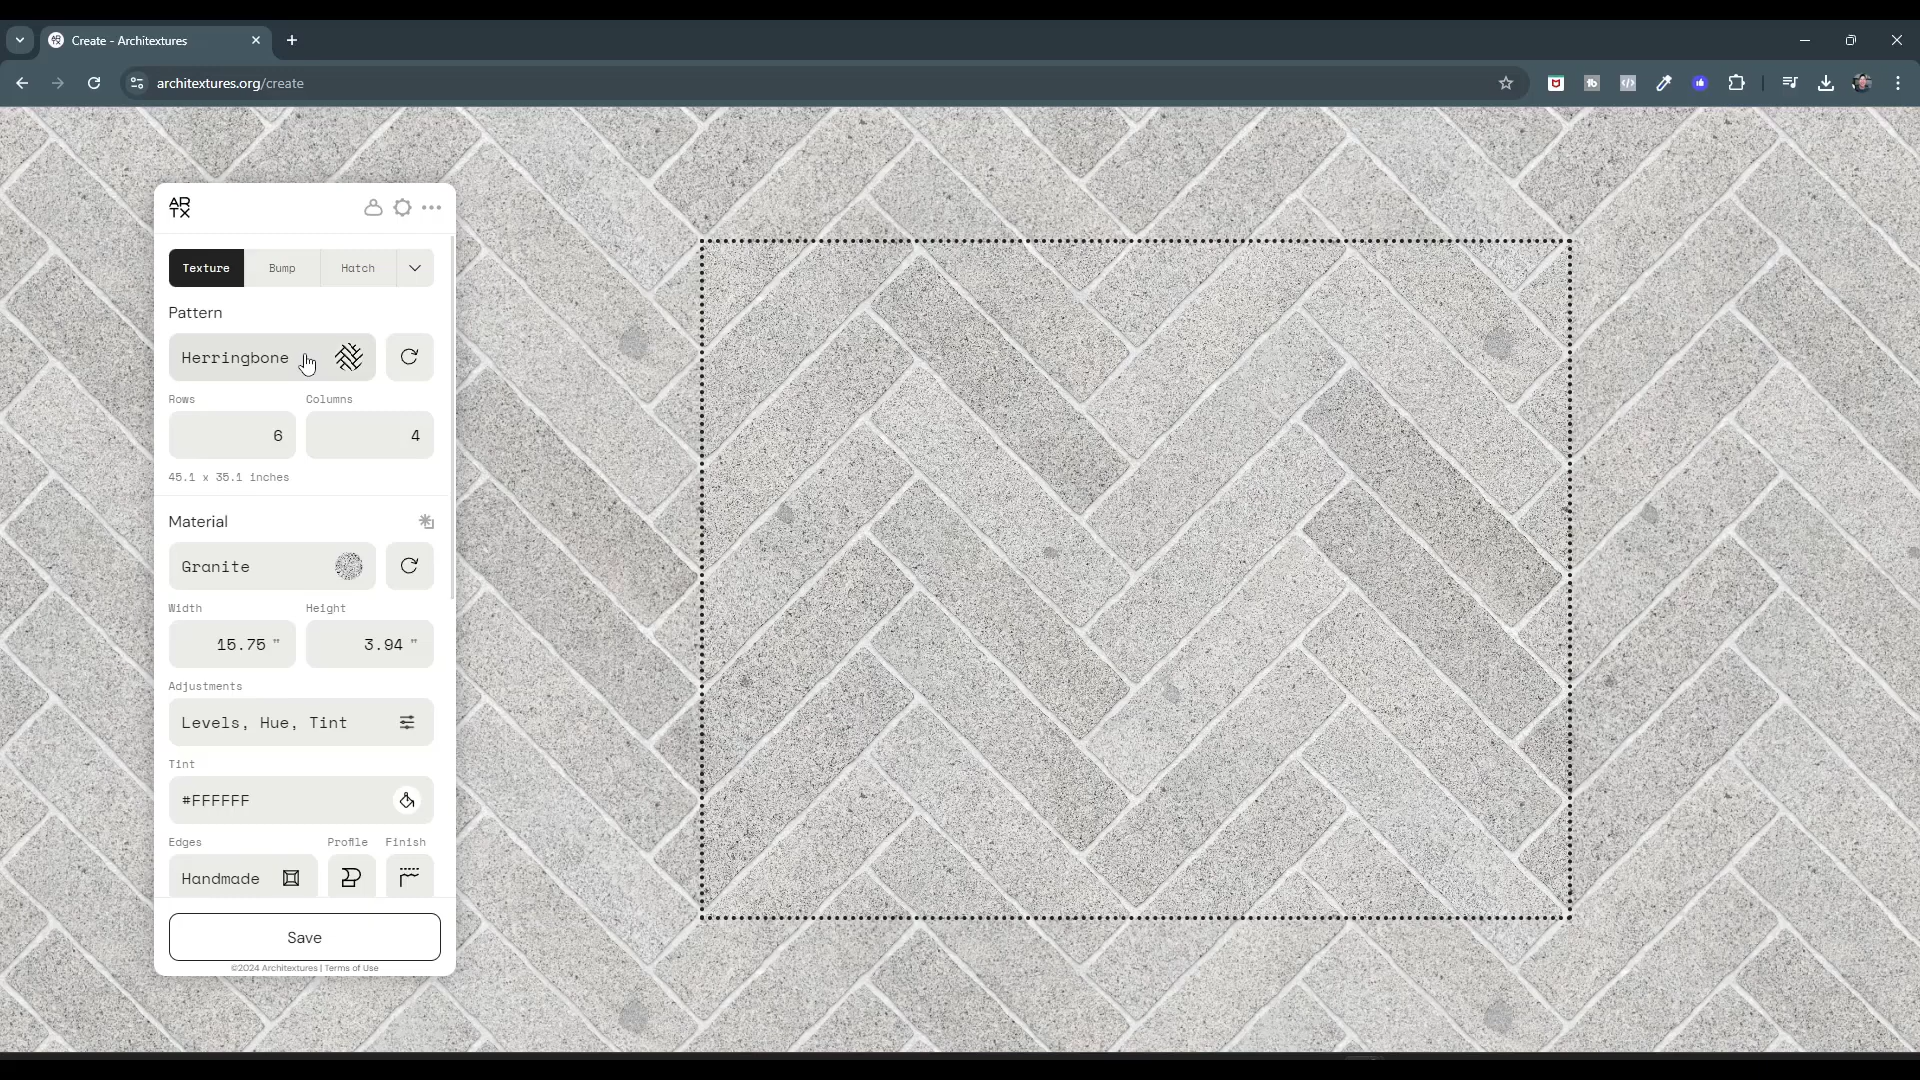 Create - Architextures
architextures.org/create
AR
TX
Texture Bump Hatch
Pattern
Herringbone
Rows Columns
6 4
45.1 x 35.1 inches
Material
Granite
Width Height
15.75 " 3.94 "
Adjustments
Levels, Hue, Tint
Tint
#FFFFFF
Edges Profile Finish
Handmade
Save
©2024 Architextures | Terms of Use